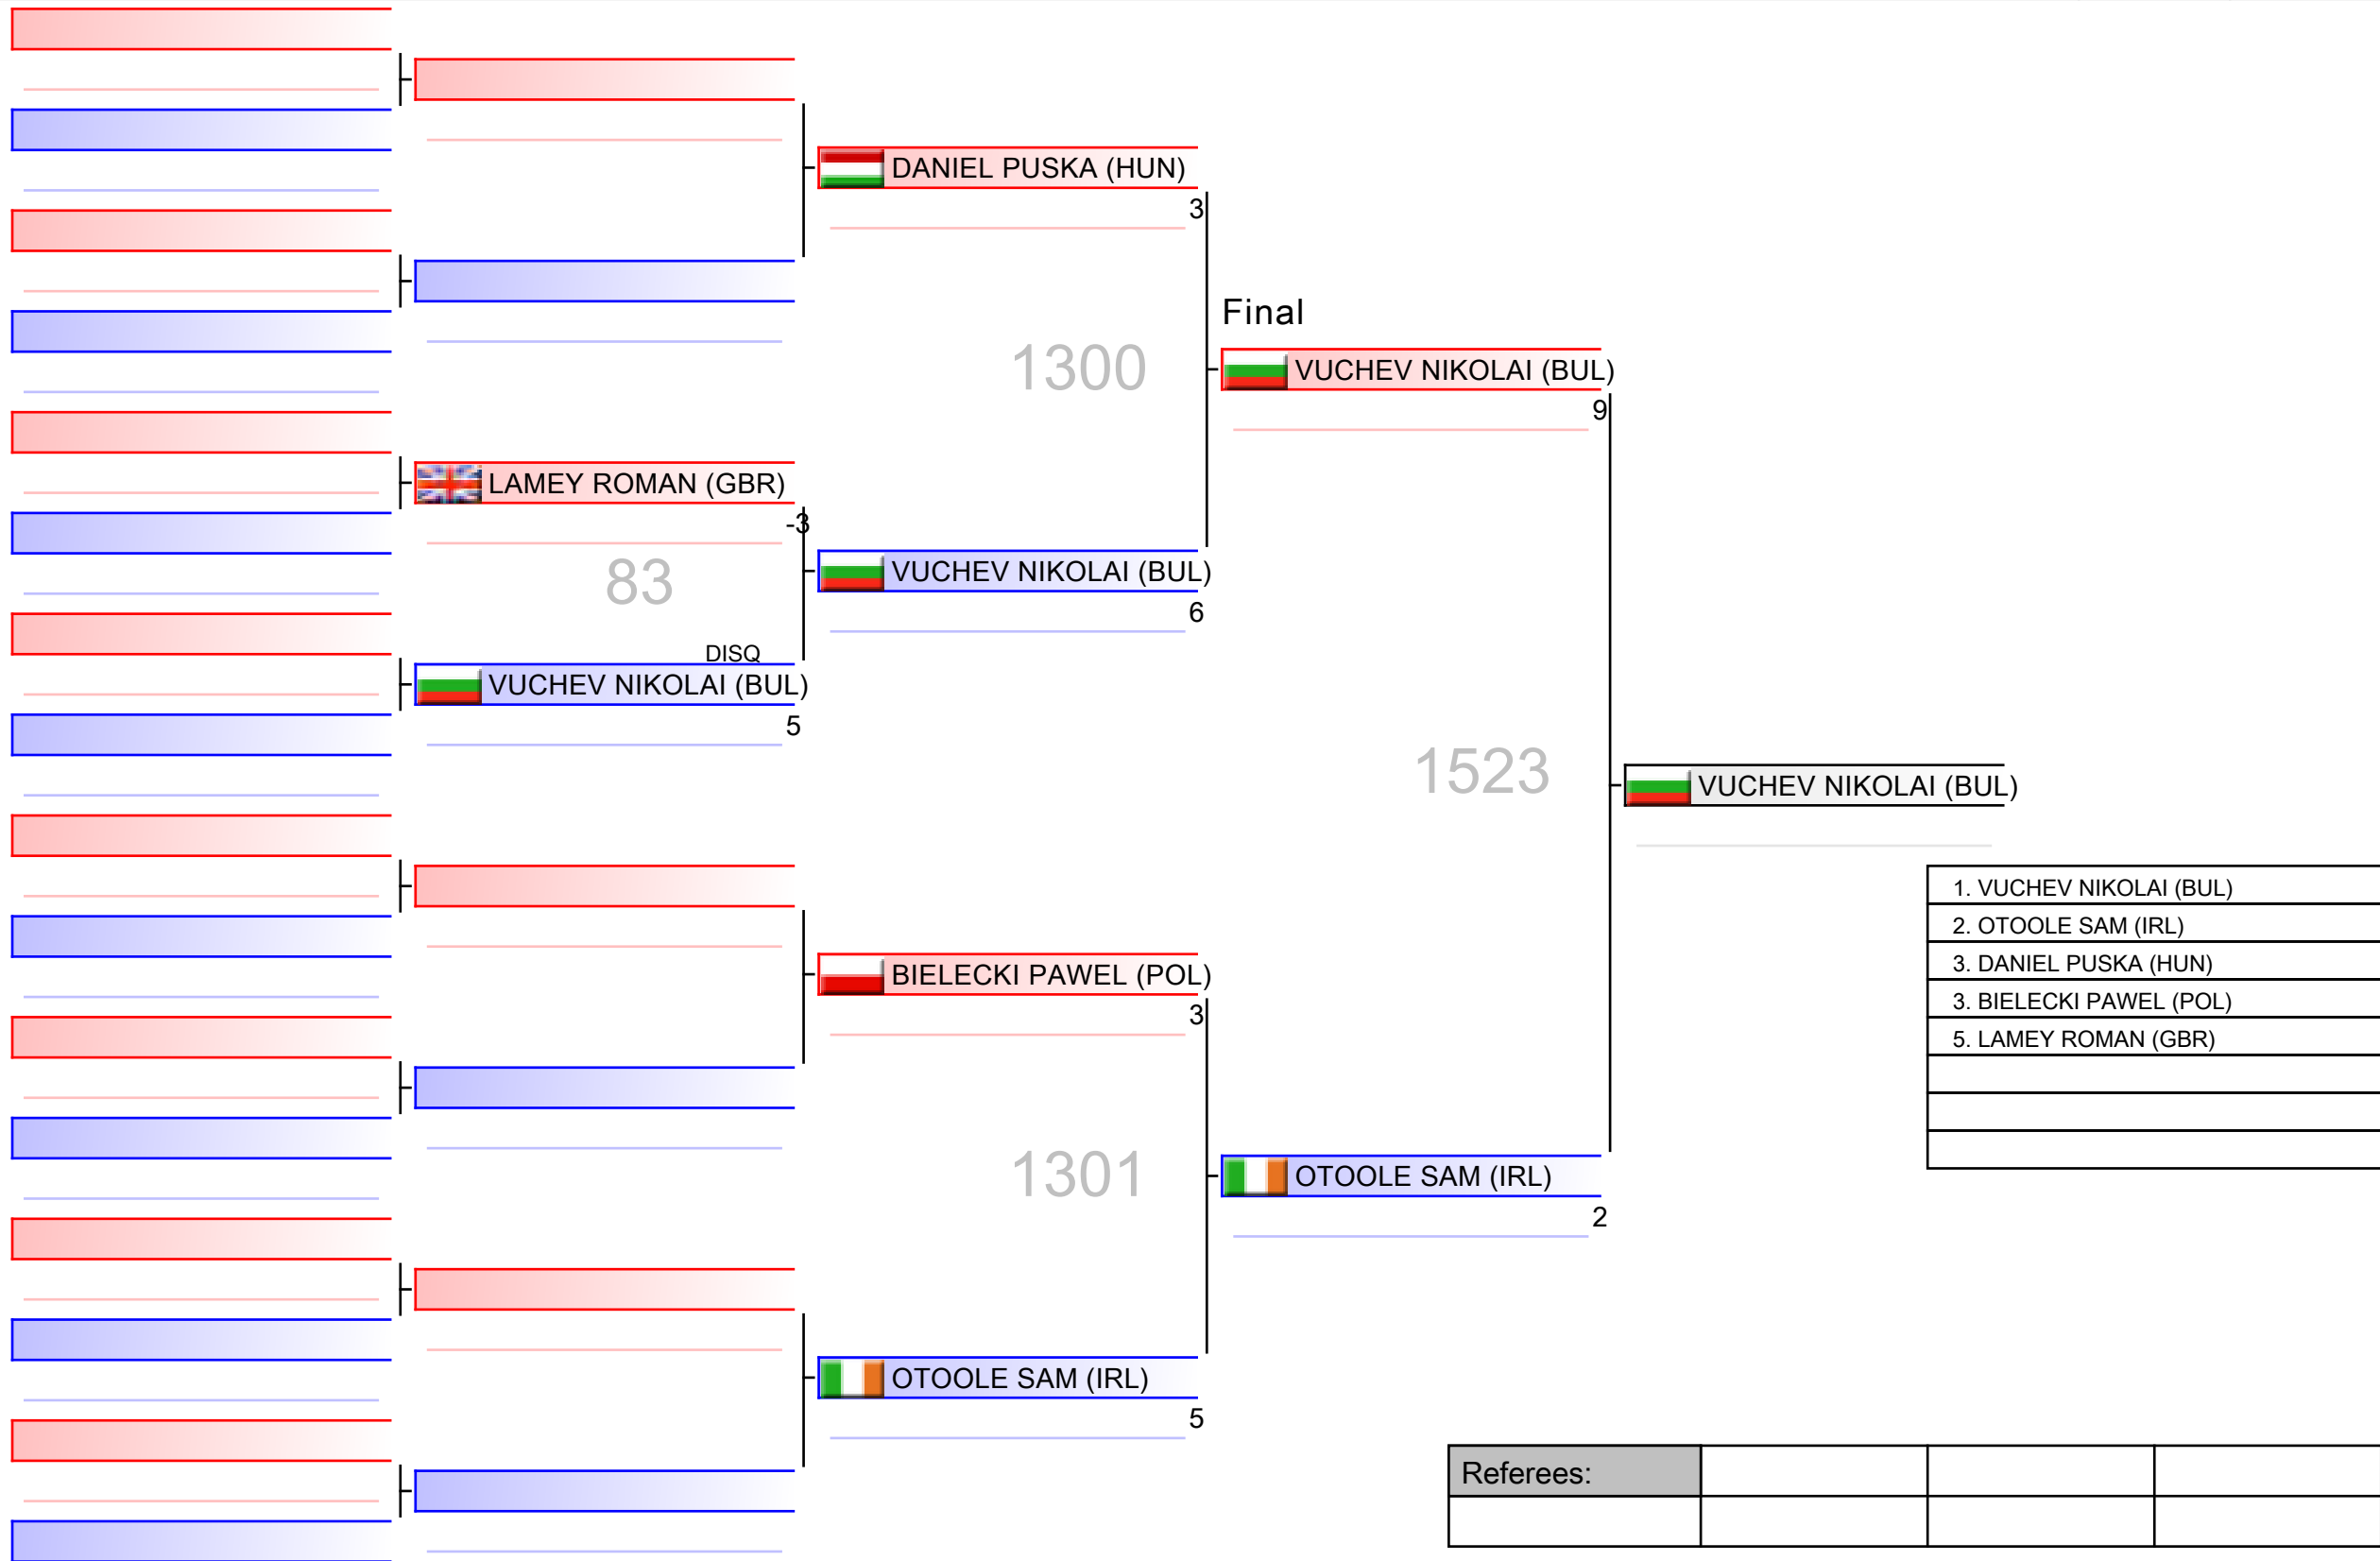 DANIEL PUSKA (HUN)
3
Final
1300
VUCHEV NIKOLAI (BUL)
9
LAMEY ROMAN (GBR)
-3
83
VUCHEV NIKOLAI (BUL)
6
DISQ
VUCHEV NIKOLAI (BUL)
5
1523
VUCHEV NIKOLAI (BUL)
1. VUCHEV NIKOLAI (BUL)
2. OTOOLE SAM (IRL)
3. DANIEL PUSKA (HUN)
3. BIELECKI PAWEL (POL)
5. LAMEY ROMAN (GBR)
BIELECKI PAWEL (POL)
3
1301
OTOOLE SAM (IRL)
2
OTOOLE SAM (IRL)
5
Referees: